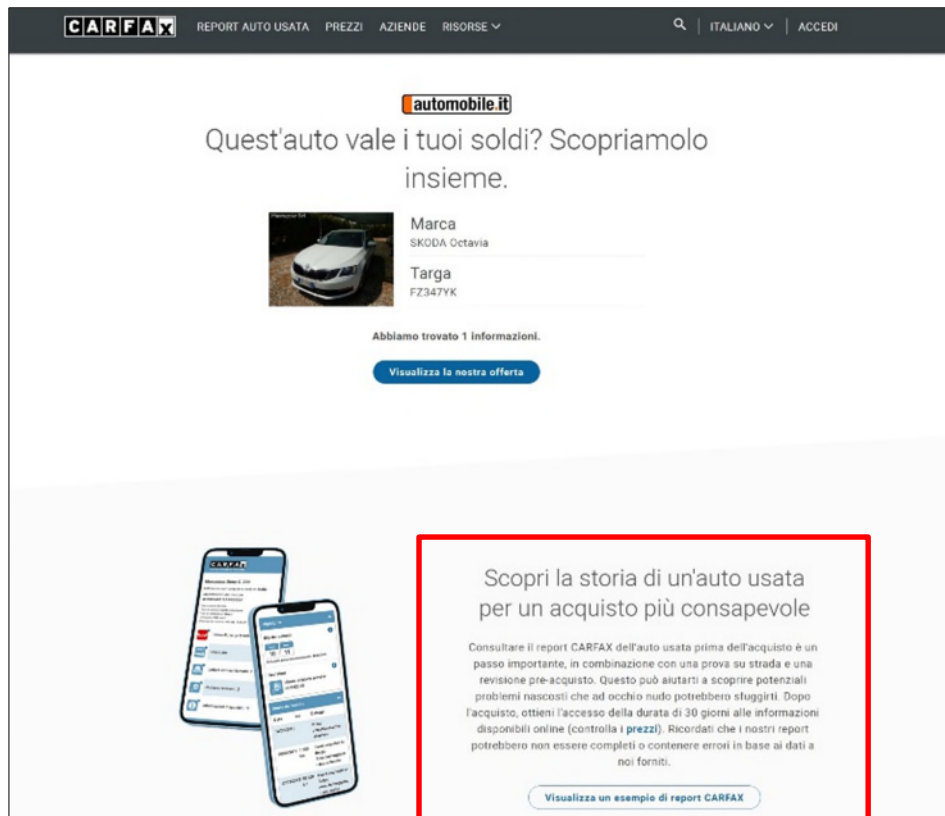 CARFAX REPORT AUTO USATA PREZZI AZIENDE RISORSE ITALIANO ACCEDI
automobile.it
Quest'auto vale i tuoi soldi? Scopriamolo
insieme.
Marca
SKODA Octavia
Targa
FZ347YK
Abbiamo trovato 1 informazioni.
Visualizza la nostra offerta
CARFAX
Scopri la storia di un'auto usata
per un acquisto più consapevole
Consultare il report CARFAX dell'auto usata prima dell'acquisto è un
passo importante, in combinazione con una prova su strada e una
revisione pre-acquisto. Questo può aiutarti a scoprire potenziali
problemi nascosti che ad occhio nudo potrebbero sfuggirti. Dopo
l'acquisto, ottieni l'accesso della durata di 30 giorni alle informazioni
disponibili online (controlla i prezzi). Ricordati che i nostri report
potrebbero non essere completi o contenere errori in base ai dati a
noi forniti.
Visualizza un esempio di report CARFAX